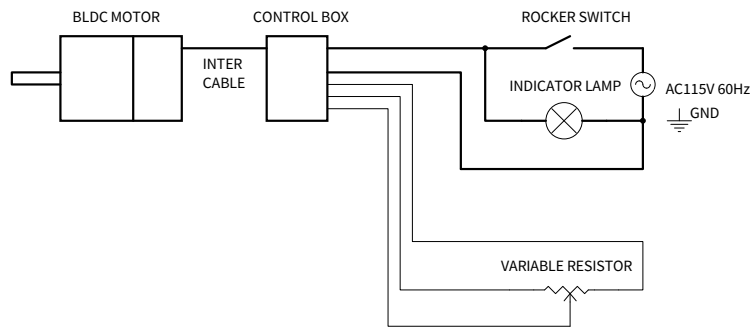 BLDC MOTOR
CONTROL BOX
ROCKER SWITCH
INTER
CABLE
INDICATOR LAMP
AC115V 60Hz
GND
VARIABLE RESISTOR